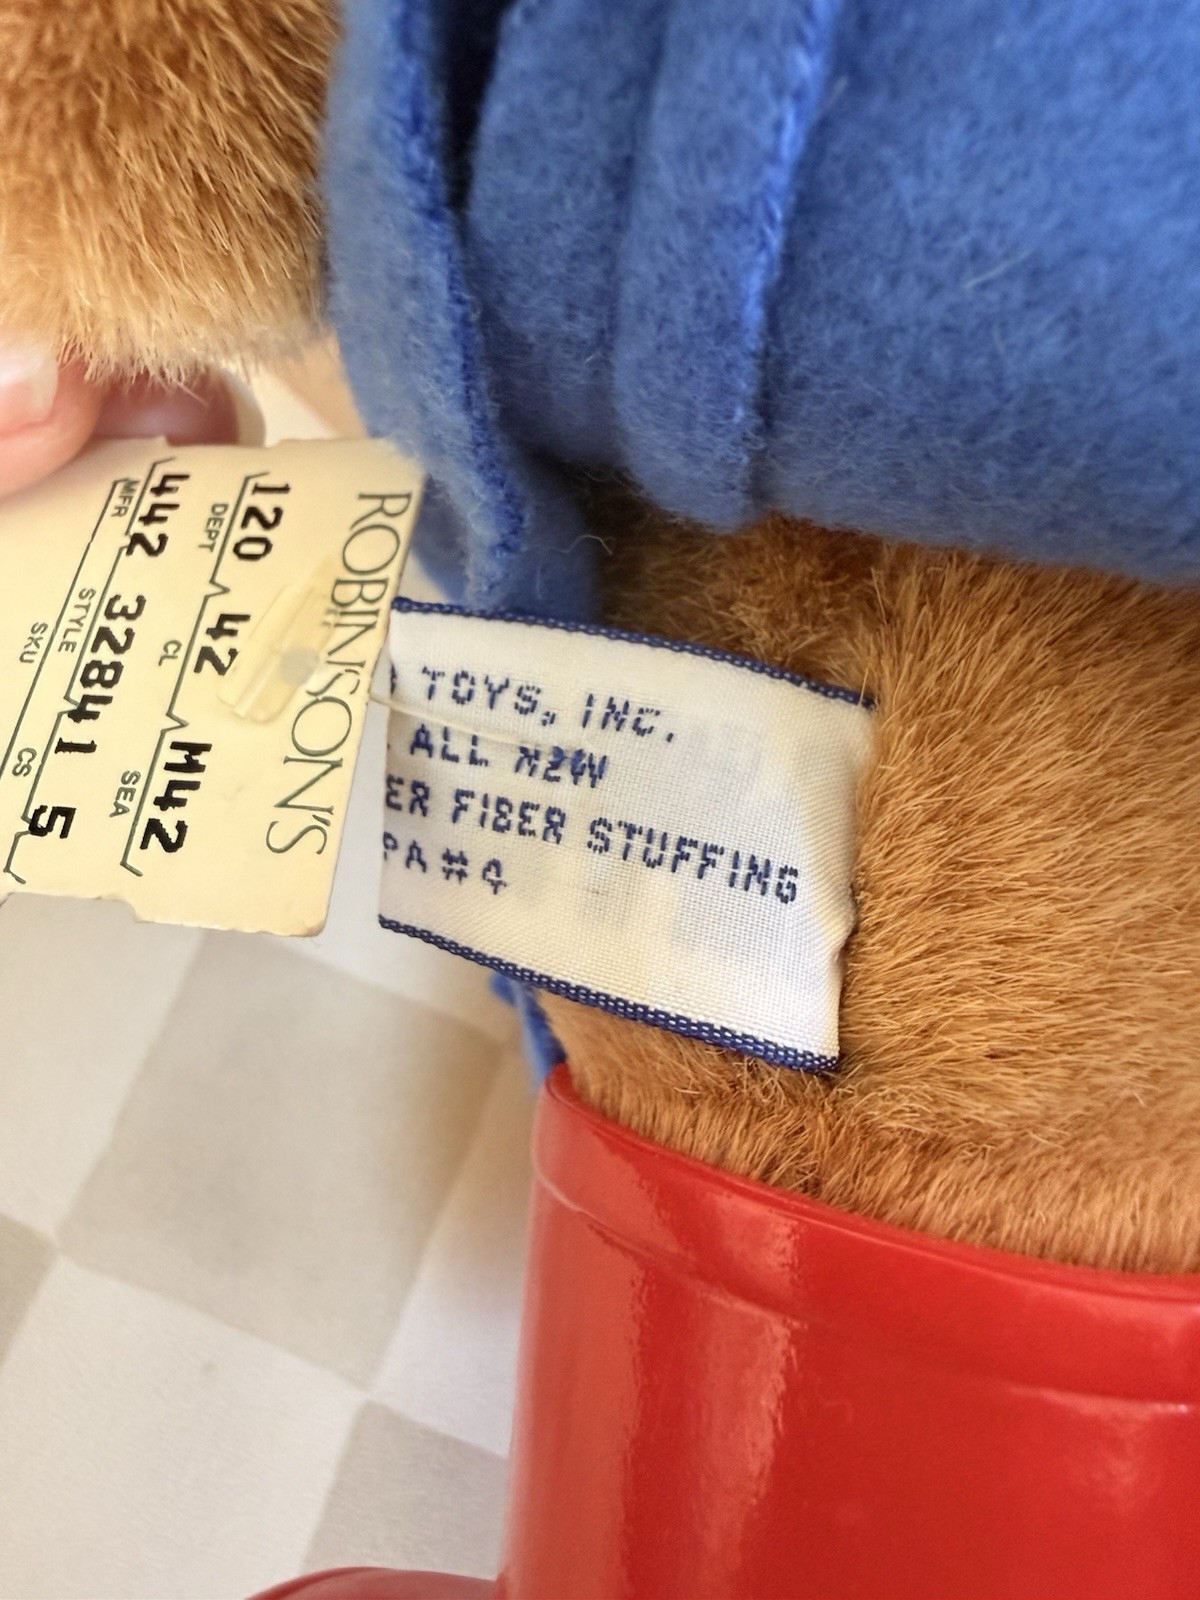 ROBINSON'S
120 42 M42
DEPT CL SEA
442 32841 5
MFR STYLE CS
SKU
TOYS, INC.
ALL NEW
ER FIBER STUFFING
PA #4